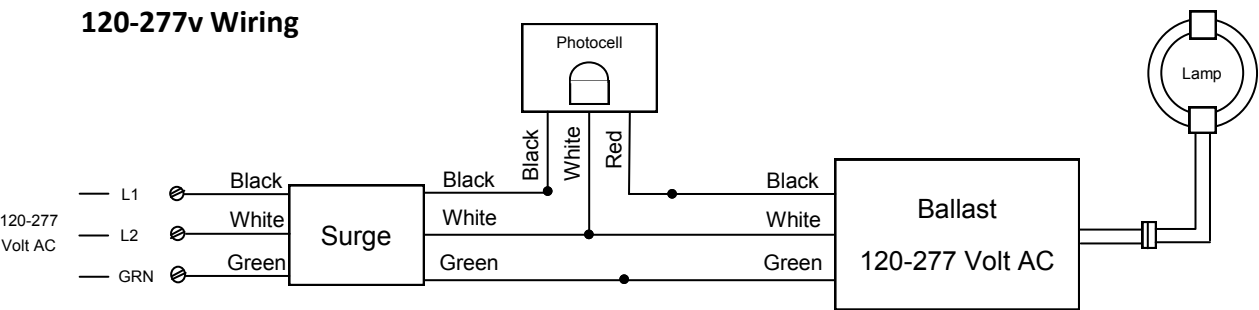 120-277v Wiring
Photocell
Lamp
Black
White
Red
L1
Black
Black
Black
120-277
Volt AC
L2
White
White
White
GRN
Green
Green
Green
Surge
Ballast
120-277 Volt AC